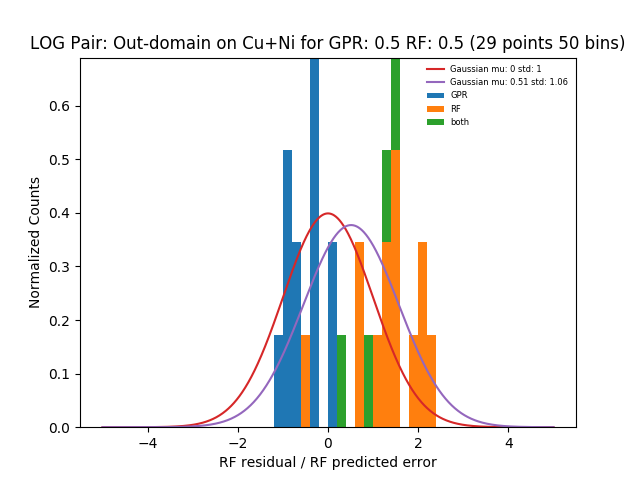 LOG Pair: Out-domain on Cu+Ni for GPR: 0.5 RF: 0.5 (29 points 50 bins)
Gaussian mu: 0 std: 1
Gaussian mu: 0.51 std: 1.06
GPR
RF
both
Normalized Counts
0.6
0.5
0.4
0.3
0.2
0.1
0.0
−4 −2 0 2 4
RF residual / RF predicted error